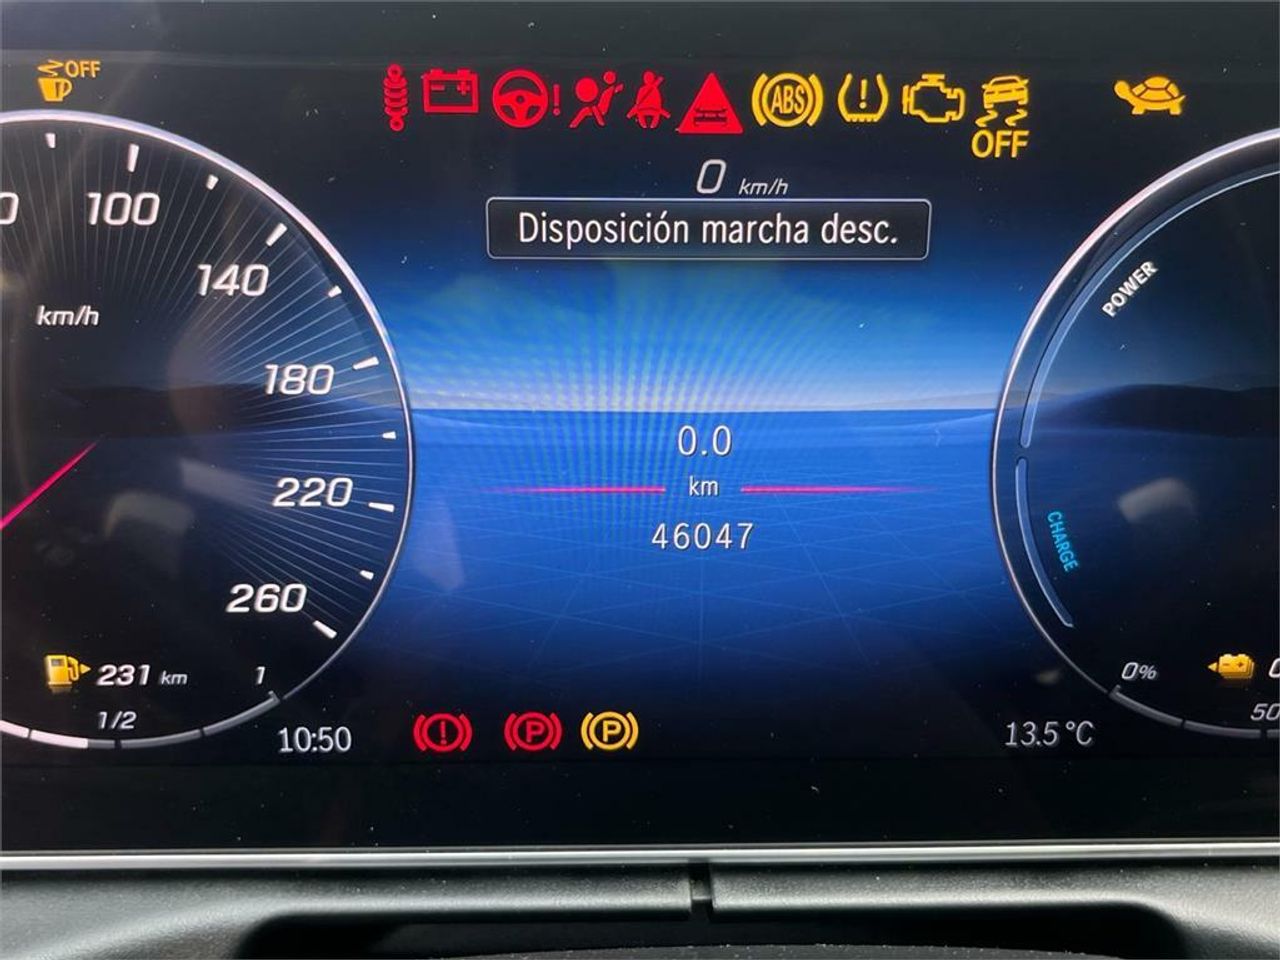 OFF
ABS
OFF
0 km/h
Disposición marcha desc.
100
140
km/h
180
220
260
POWER
CHARGE
0.0
km
46047
231 km
1
1/2
10:50
P
P
0%
50
13.5 °C